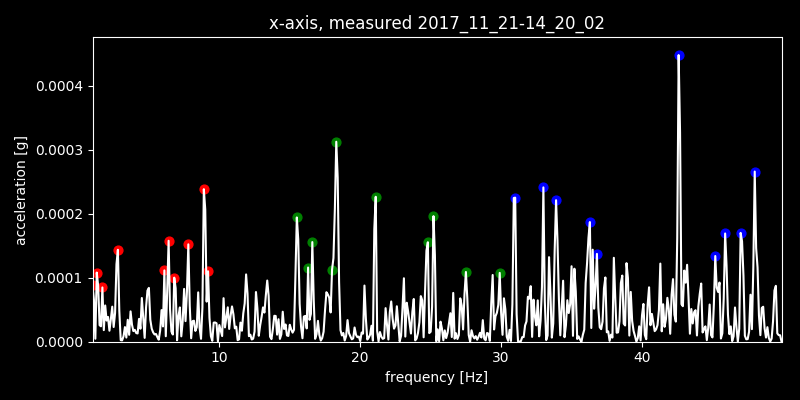 x-axis, measured 2017_11_21-14_20_02
acceleration [g]
0.0004
0.0003
0.0002
0.0001
0.0000
10 20 30 40
frequency [Hz]